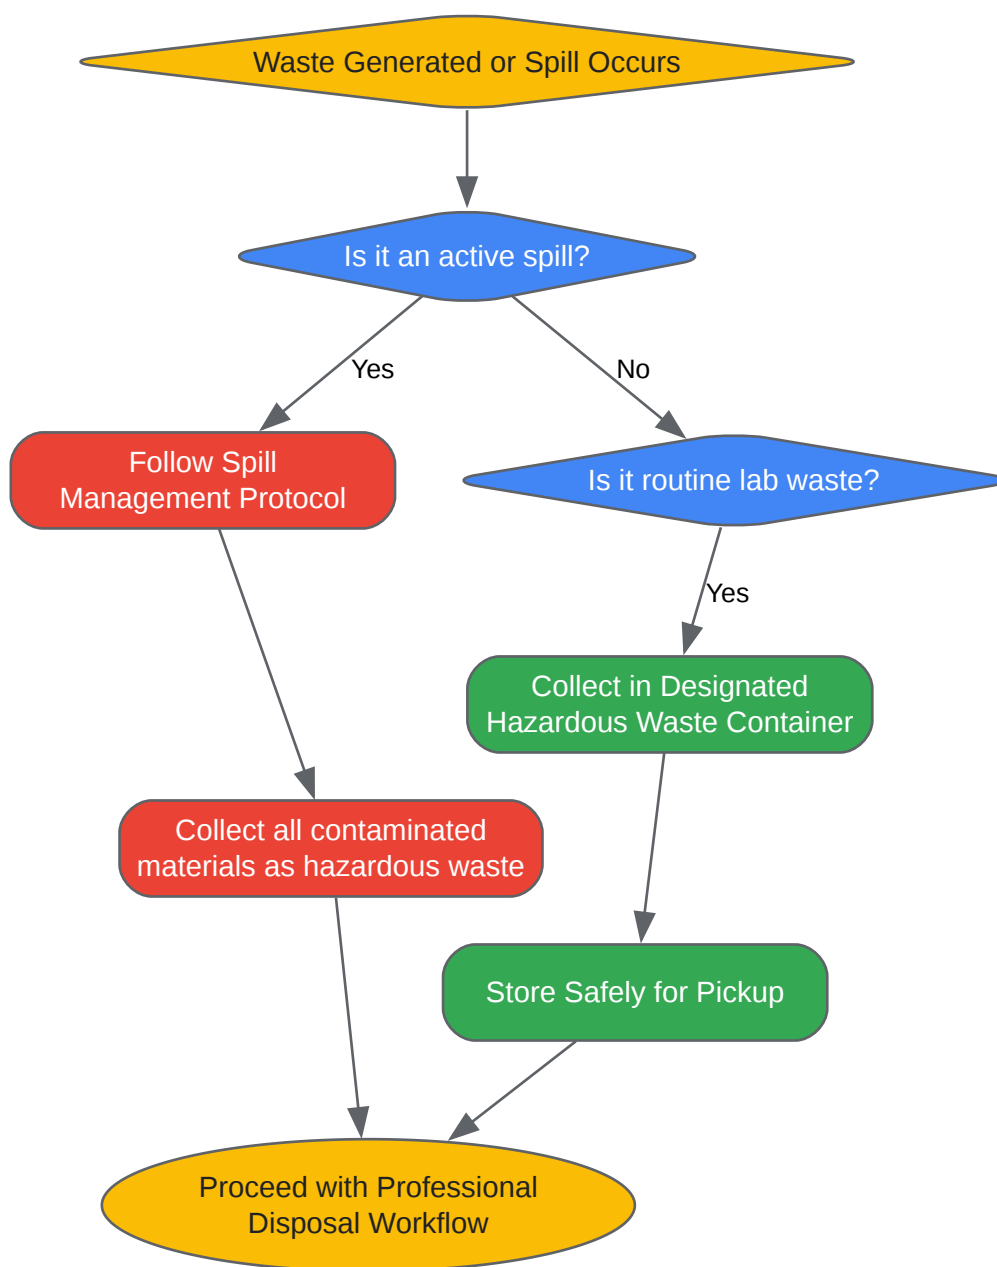 Waste Generated or Spill Occurs
Is it an active spill?
Yes
No
Follow Spill
Management Protocol
Is it routine lab waste?
Yes
Collect in Designated
Hazardous Waste Container
Collect all contaminated
materials as hazardous waste
Store Safely for Pickup
Proceed with Professional
Disposal Workflow